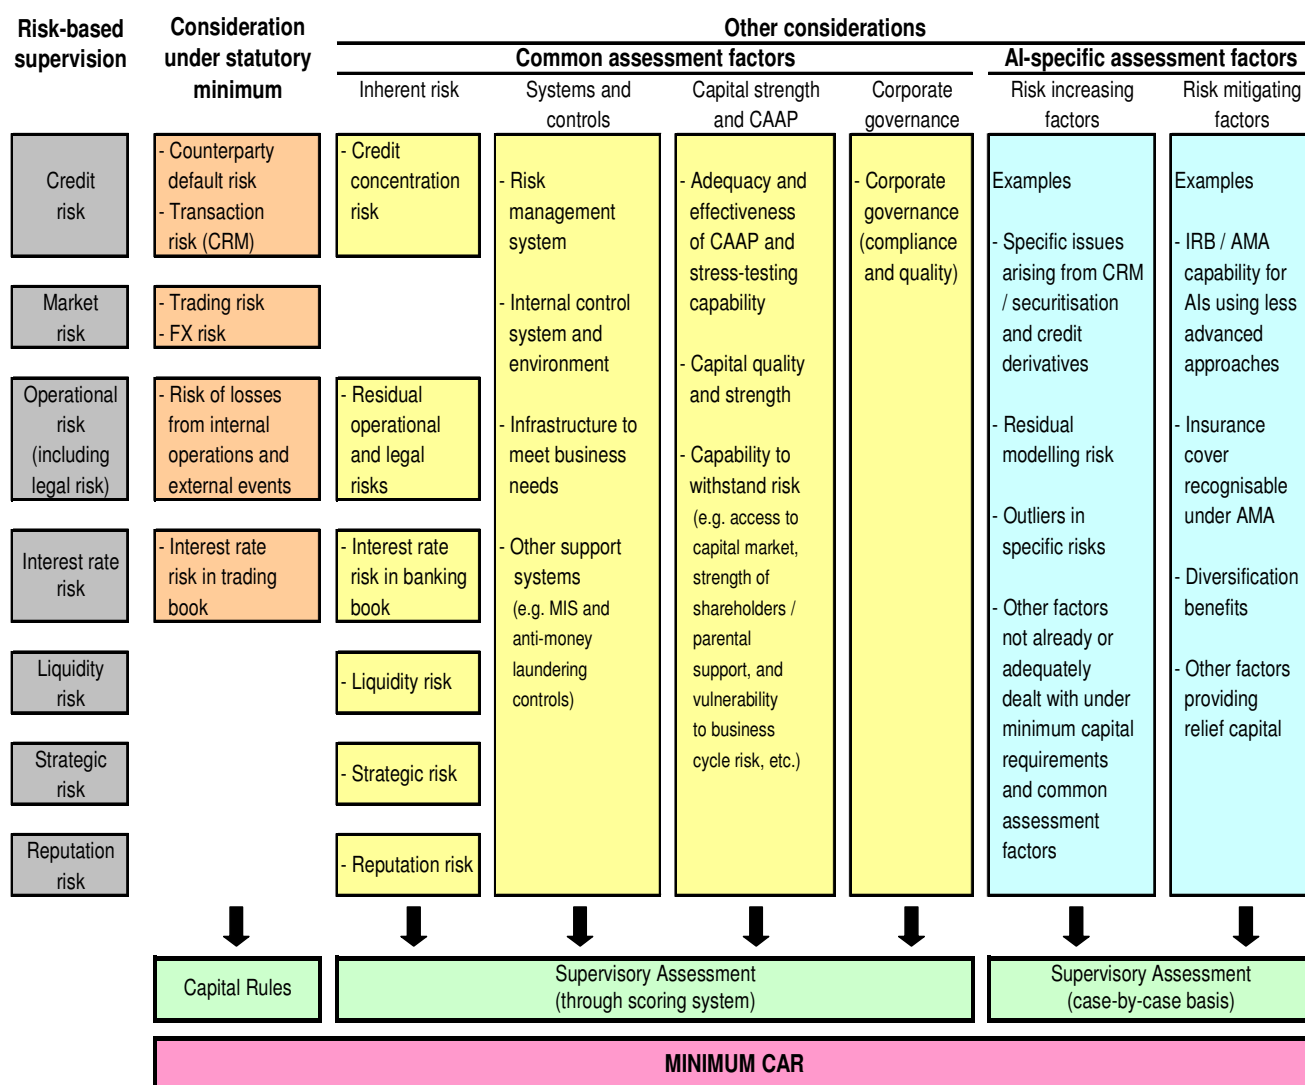 Risk-based
supervision
Consideration
under statutory
minimum
Other considerations
Common assessment factors
AI-specific assessment factors
Inherent risk
Systems and
controls
Capital strength
and CAAP
Corporate
governance
Risk increasing
factors
Risk mitigating
factors
Credit
risk
Market
risk
Operational
risk
(including
legal risk)
Interest rate
risk
Liquidity
risk
Strategic
risk
Reputation
risk
- Counterparty
default risk
- Transaction
risk (CRM)
- Trading risk
- FX risk
- Risk of losses
from internal
operations and
external events
- Interest rate
risk in trading
book
- Credit
concentration
risk
- Residual
operational
and legal
risks
- Interest rate
risk in banking
book
- Liquidity risk
- Strategic risk
- Reputation risk
- Risk
management
system
- Internal control
system and
environment
- Infrastructure to
meet business
needs
- Other support
systems
(e.g. MIS and
anti-money
laundering
controls)
- Adequacy and
effectiveness
of CAAP and
stress-testing
capability
- Capital quality
and strength
- Capability to
withstand risk
(e.g. access to
capital market,
strength of
shareholders /
parental
support, and
vulnerability
to business
cycle risk, etc.)
- Corporate
governance
(compliance
and quality)
Examples
- Specific issues
arising from CRM
/ securitisation
and credit
derivatives
- Residual
modelling risk
- Outliers in
specific risks
- Other factors
not already or
adequately
dealt with under
minimum capital
requirements
and common
assessment
factors
Examples
- IRB / AMA
capability for
AIs using less
advanced
approaches
- Insurance
cover
recognisable
under AMA
- Diversification
benefits
- Other factors
providing
relief capital
Capital Rules
Supervisory Assessment
(through scoring system)
Supervisory Assessment
(case-by-case basis)
MINIMUM CAR